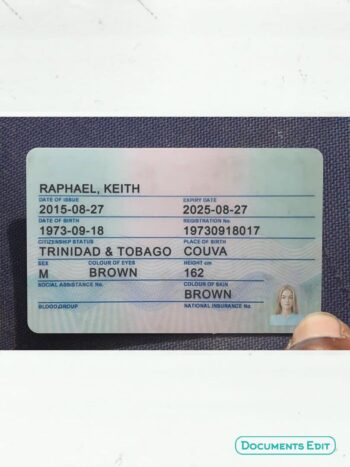 RAPHAEL, KEITH
DATE OF ISSUE EXPIRY DATE
2015-08-27 2025-08-27
DATE OF BIRTH REGISTRATION No.
1973-09-18 19730918017
CITIZENSHIP STATUS PLACE OF BIRTH
TRINIDAD & TOBAGO COUVA
SEX COLOUR OF EYES HEIGHT cm
M BROWN 162
SOCIAL ASSISTANCE No. COLOUR OF SKIN
BROWN
BLOOD GROUP NATIONAL INSURANCE No.
DOCUMENTS EDIT